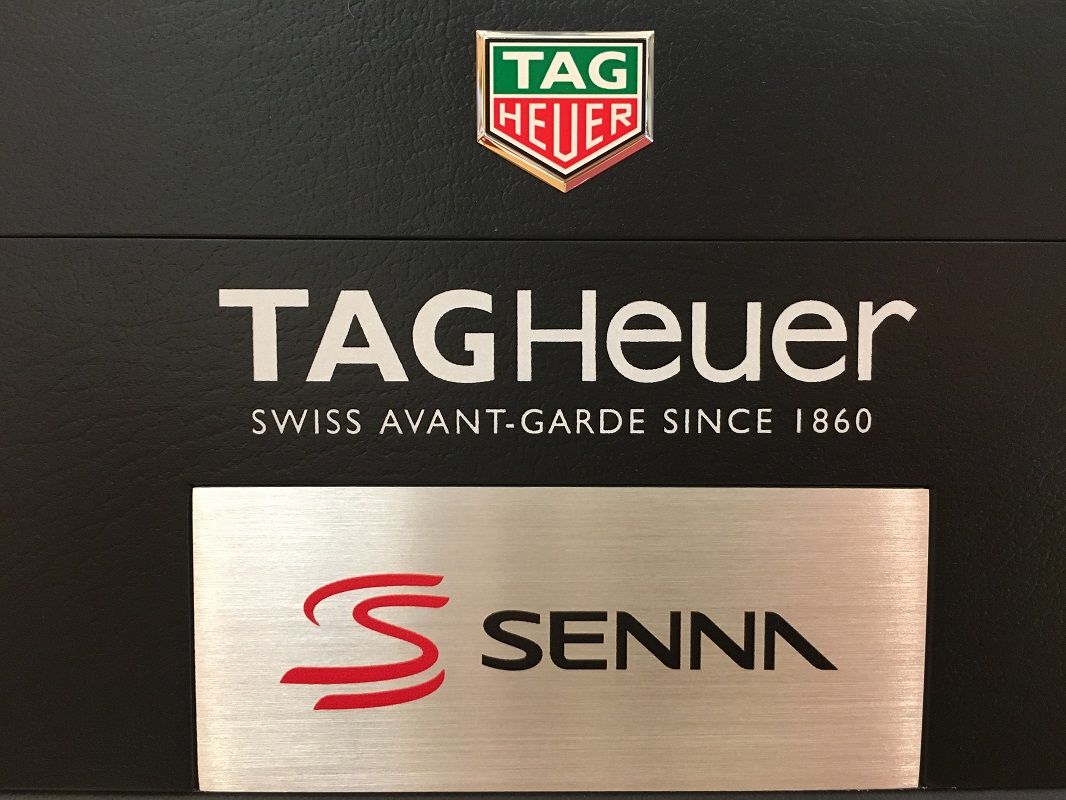 TAG
HEUER
TAGHeuer
SWISS AVANT-GARDE SINCE 1860
SENNA